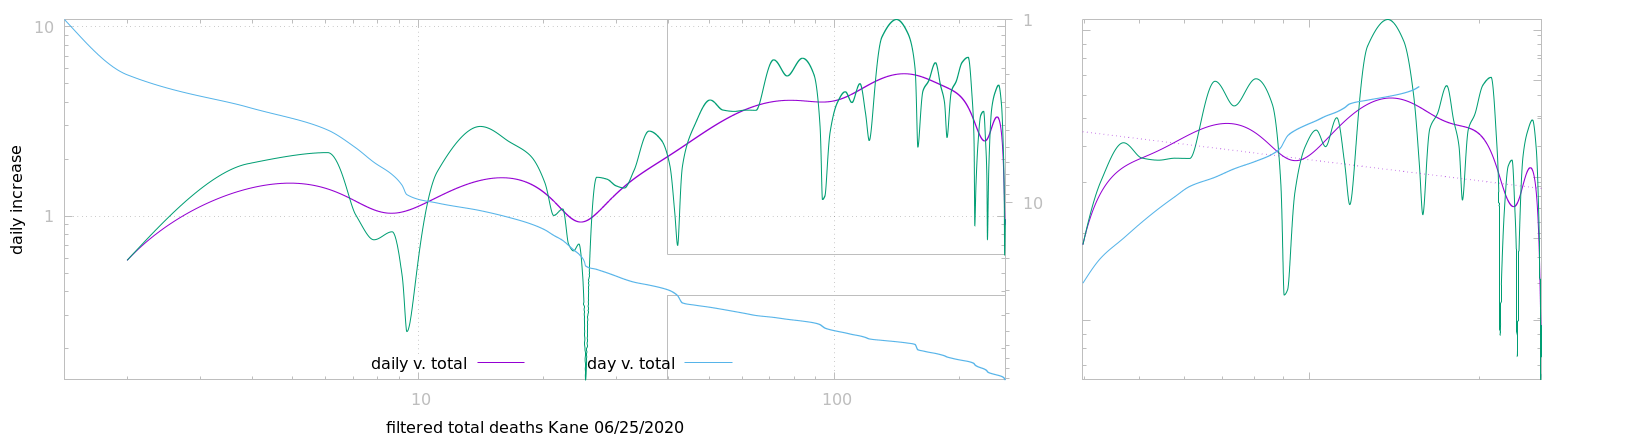 10
1
1
10
daily increase
daily v. total
day v. total
10
100
filtered total deaths Kane 06/25/2020